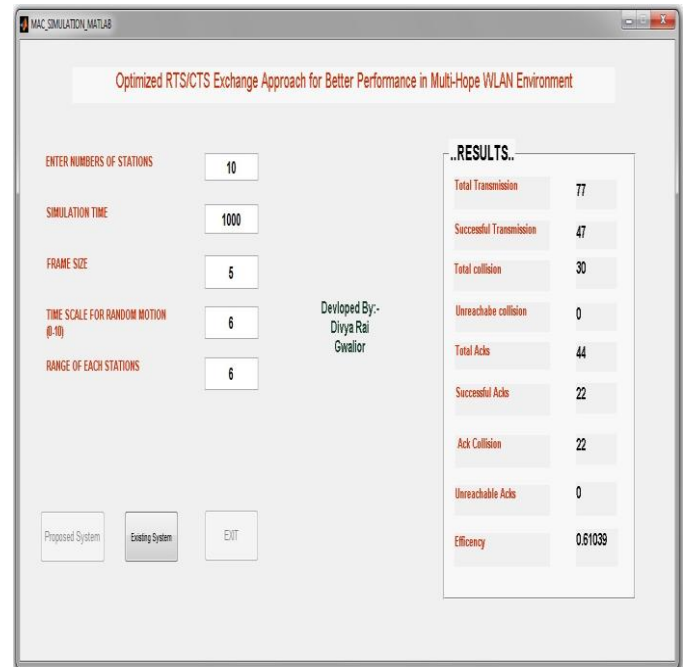 MAC_SIMULATION_MATLAB
Optimized RTS/CTS Exchange Approach for Better Performance in Multi-Hope WLAN Environment
ENTER NUMBERS OF STATIONS
10
SIMULATION TIME
1000
FRAME SIZE
5
TIME SCALE FOR RANDOM MOTION
(0-10)
6
RANGE OF EACH STATIONS
6
Devloped By:-
Divya Rai
Gwalior
Proposed System
Existing System
EXIT
..RESULTS..
Total Transmission
77
Successful Transmission
47
Total collision
30
Unreachabe collision
0
Total Acks
44
Successful Acks
22
Ack Collision
22
Unreachable Acks
0
Efficency
0.61039